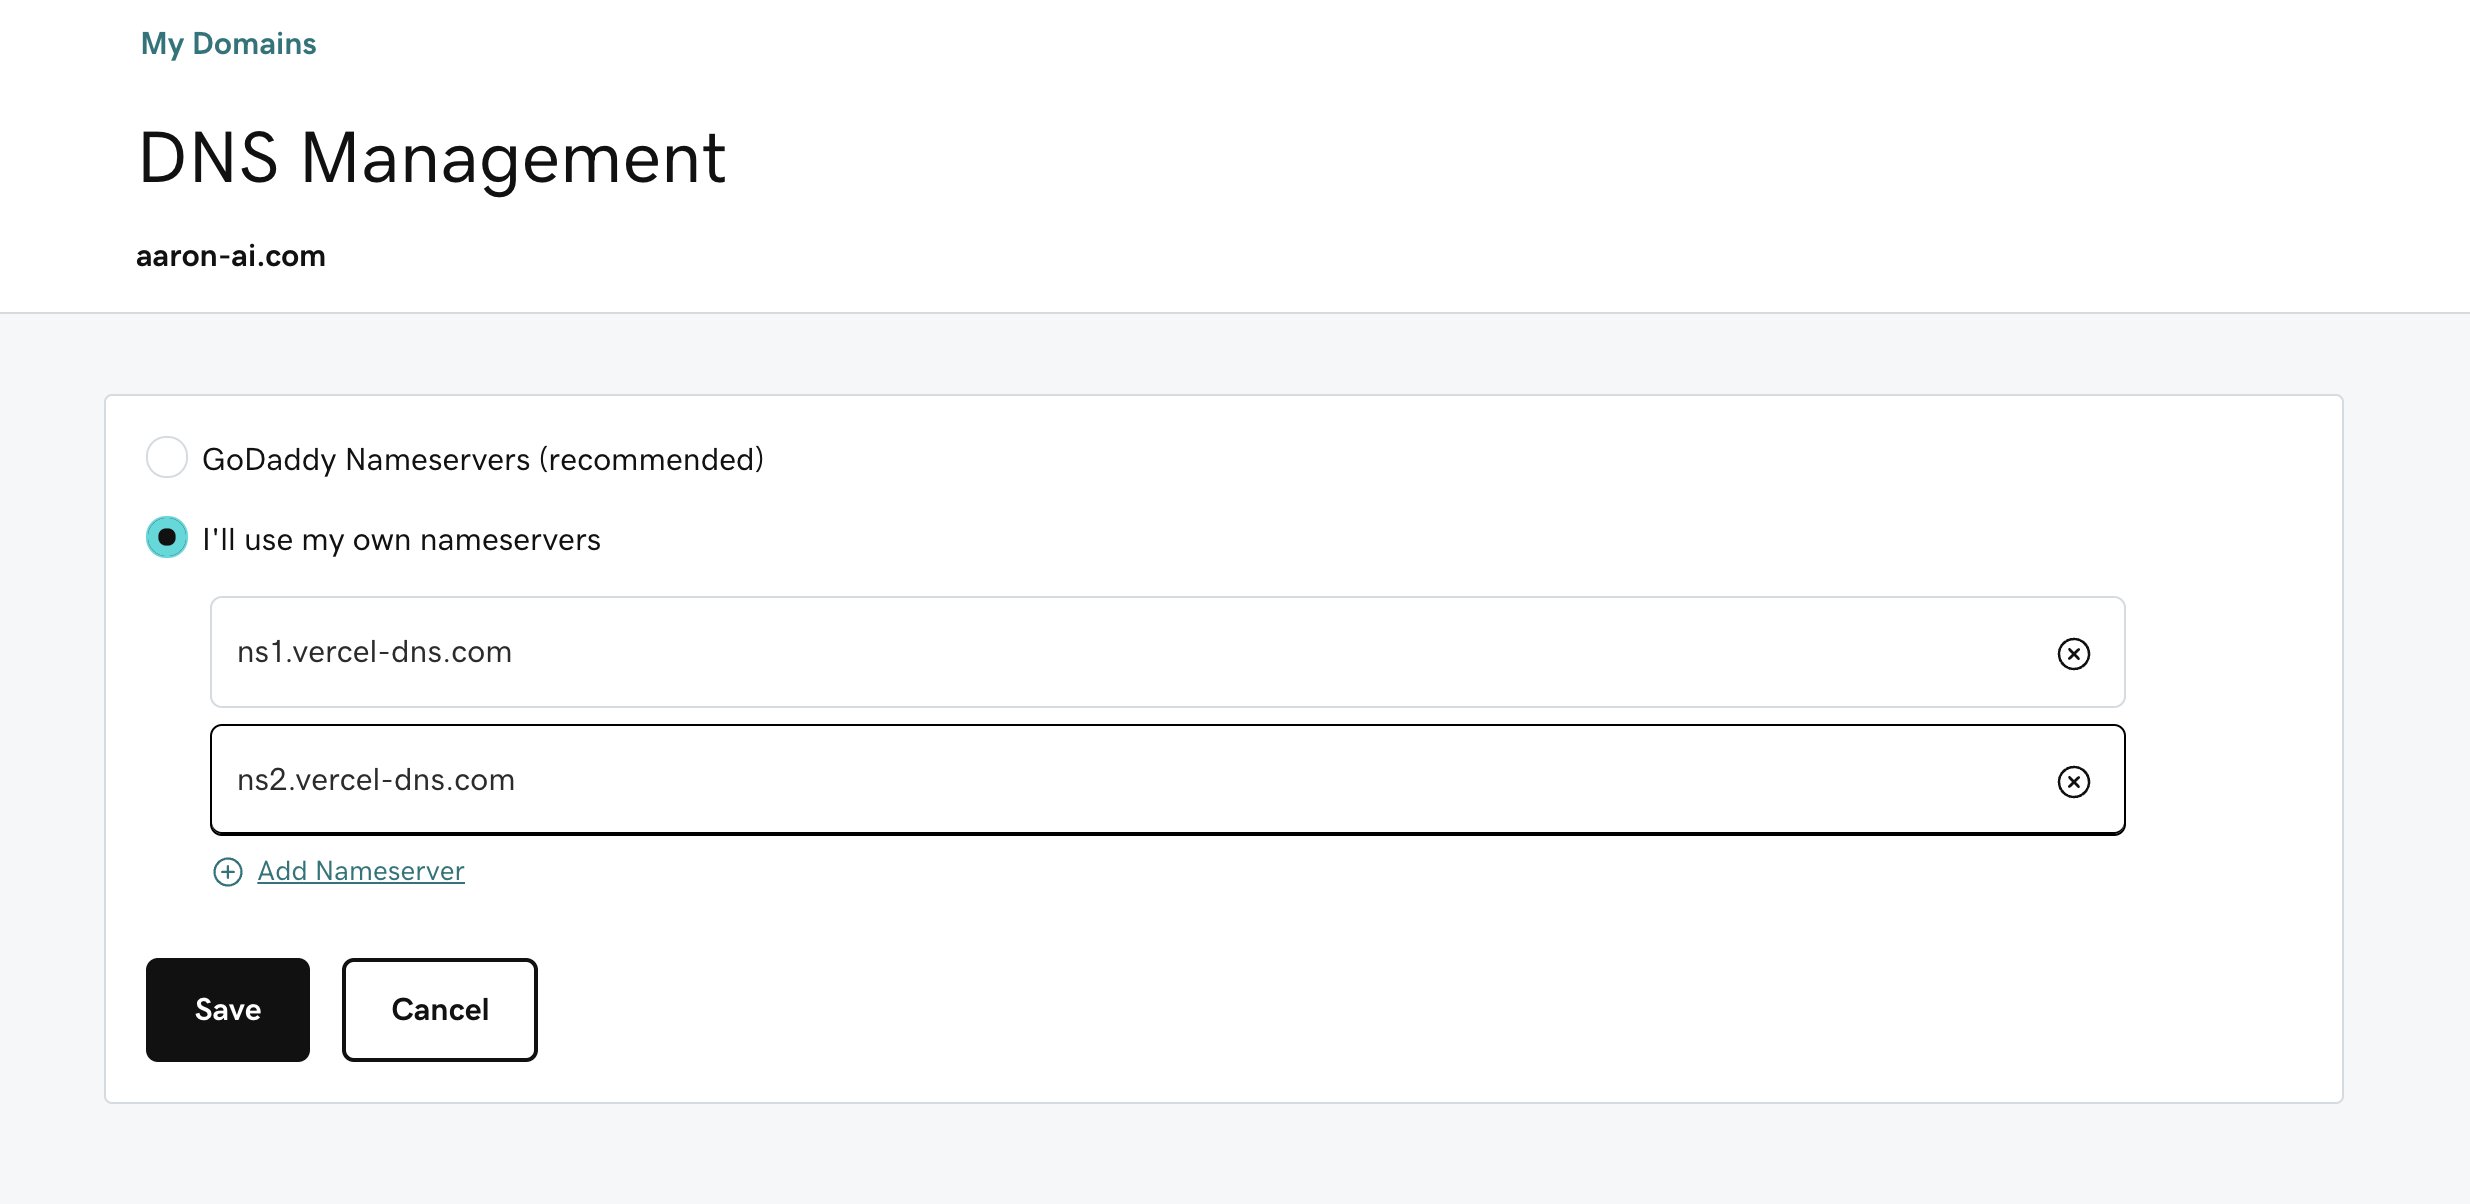 My Domains
DNS Management
aaron-ai.com
GoDaddy Nameservers (recommended)
I'll use my own nameservers
ns1.vercel-dns.com
ns2.vercel-dns.com
Add Nameserver
Save Cancel